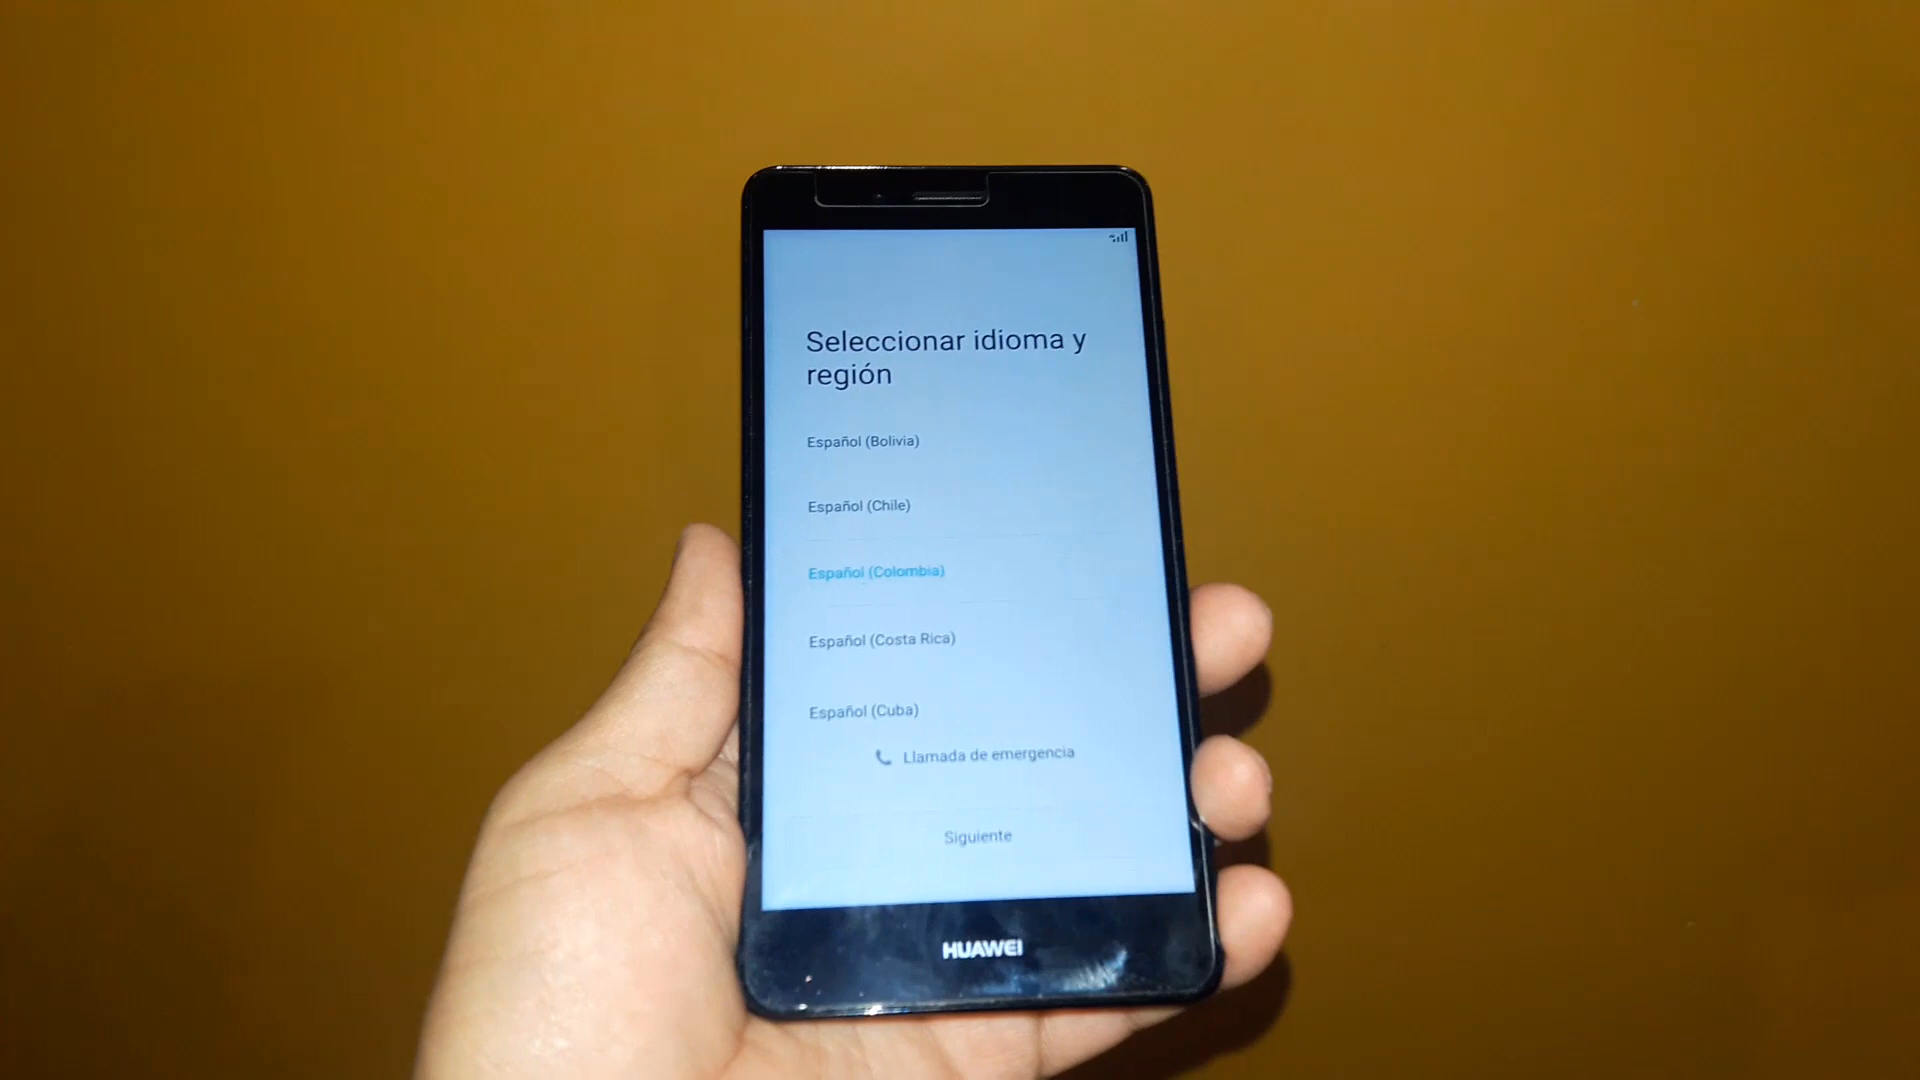 Seleccionar idioma y
región
Español (Bolivia)
Español (Chile)
Español (Colombia)
Español (Costa Rica)
Español (Cuba)
Llamada de emergencia
Siguiente
HUAWEI